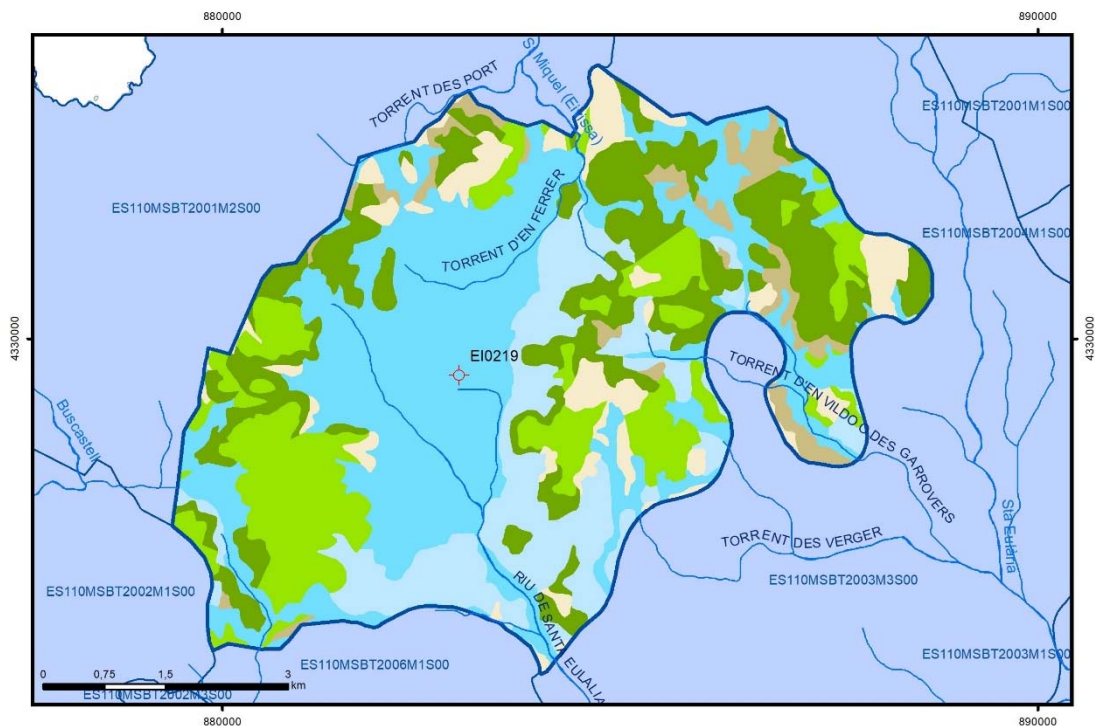 880000
890000
TORRENT DES PORT
S. Miquel (Eivissa)
ES110MSBT2001M1S00
ES110MSBT2001M2S00
TORRENT D'EN FERRER
ES110MSBT2004M1S00
4330000
4330000
EI0219
TORRENT D'EN VILDO O DES GARROVERS
Buscastell
Sta Eulària
TORRENT DES VERGER
ES110MSBT2003M3S00
RIU DE SANTA EULALIA
ES110MSBT2002M1S00
ES110MSBT2006M1S00
ES110MSBT2003M1S00
0 0,75 1,5 3
km
ES110MSBT2002M3S00
880000
890000